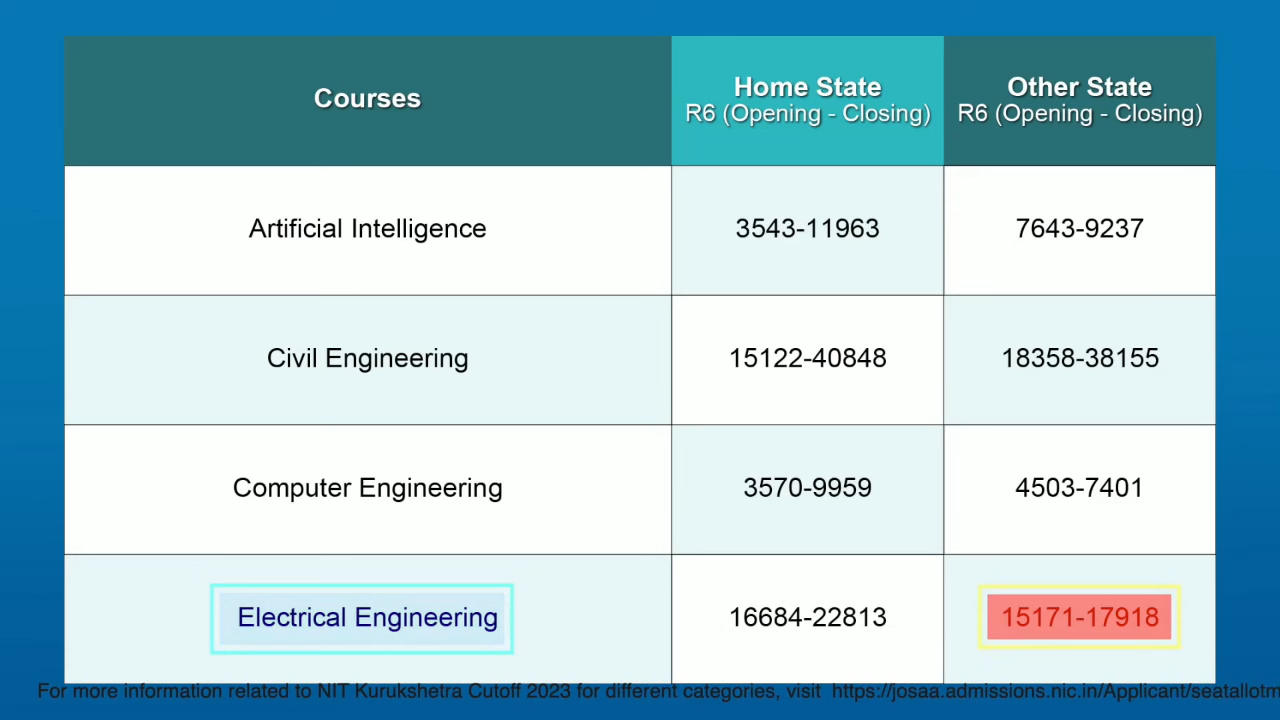 Courses
Home State
R6 (Opening - Closing)
Other State
R6 (Opening - Closing)
Artificial Intelligence 3543-11963 7643-9237
Civil Engineering 15122-40848 18358-38155
Computer Engineering 3570-9959 4503-7401
Electrical Engineering 16684-22813 15171-17918
For more information related to NIT Kurukshetra Cutoff 2023 for different categories, visit https://josaa.admissions.nic.in/Applicant/seatallotm